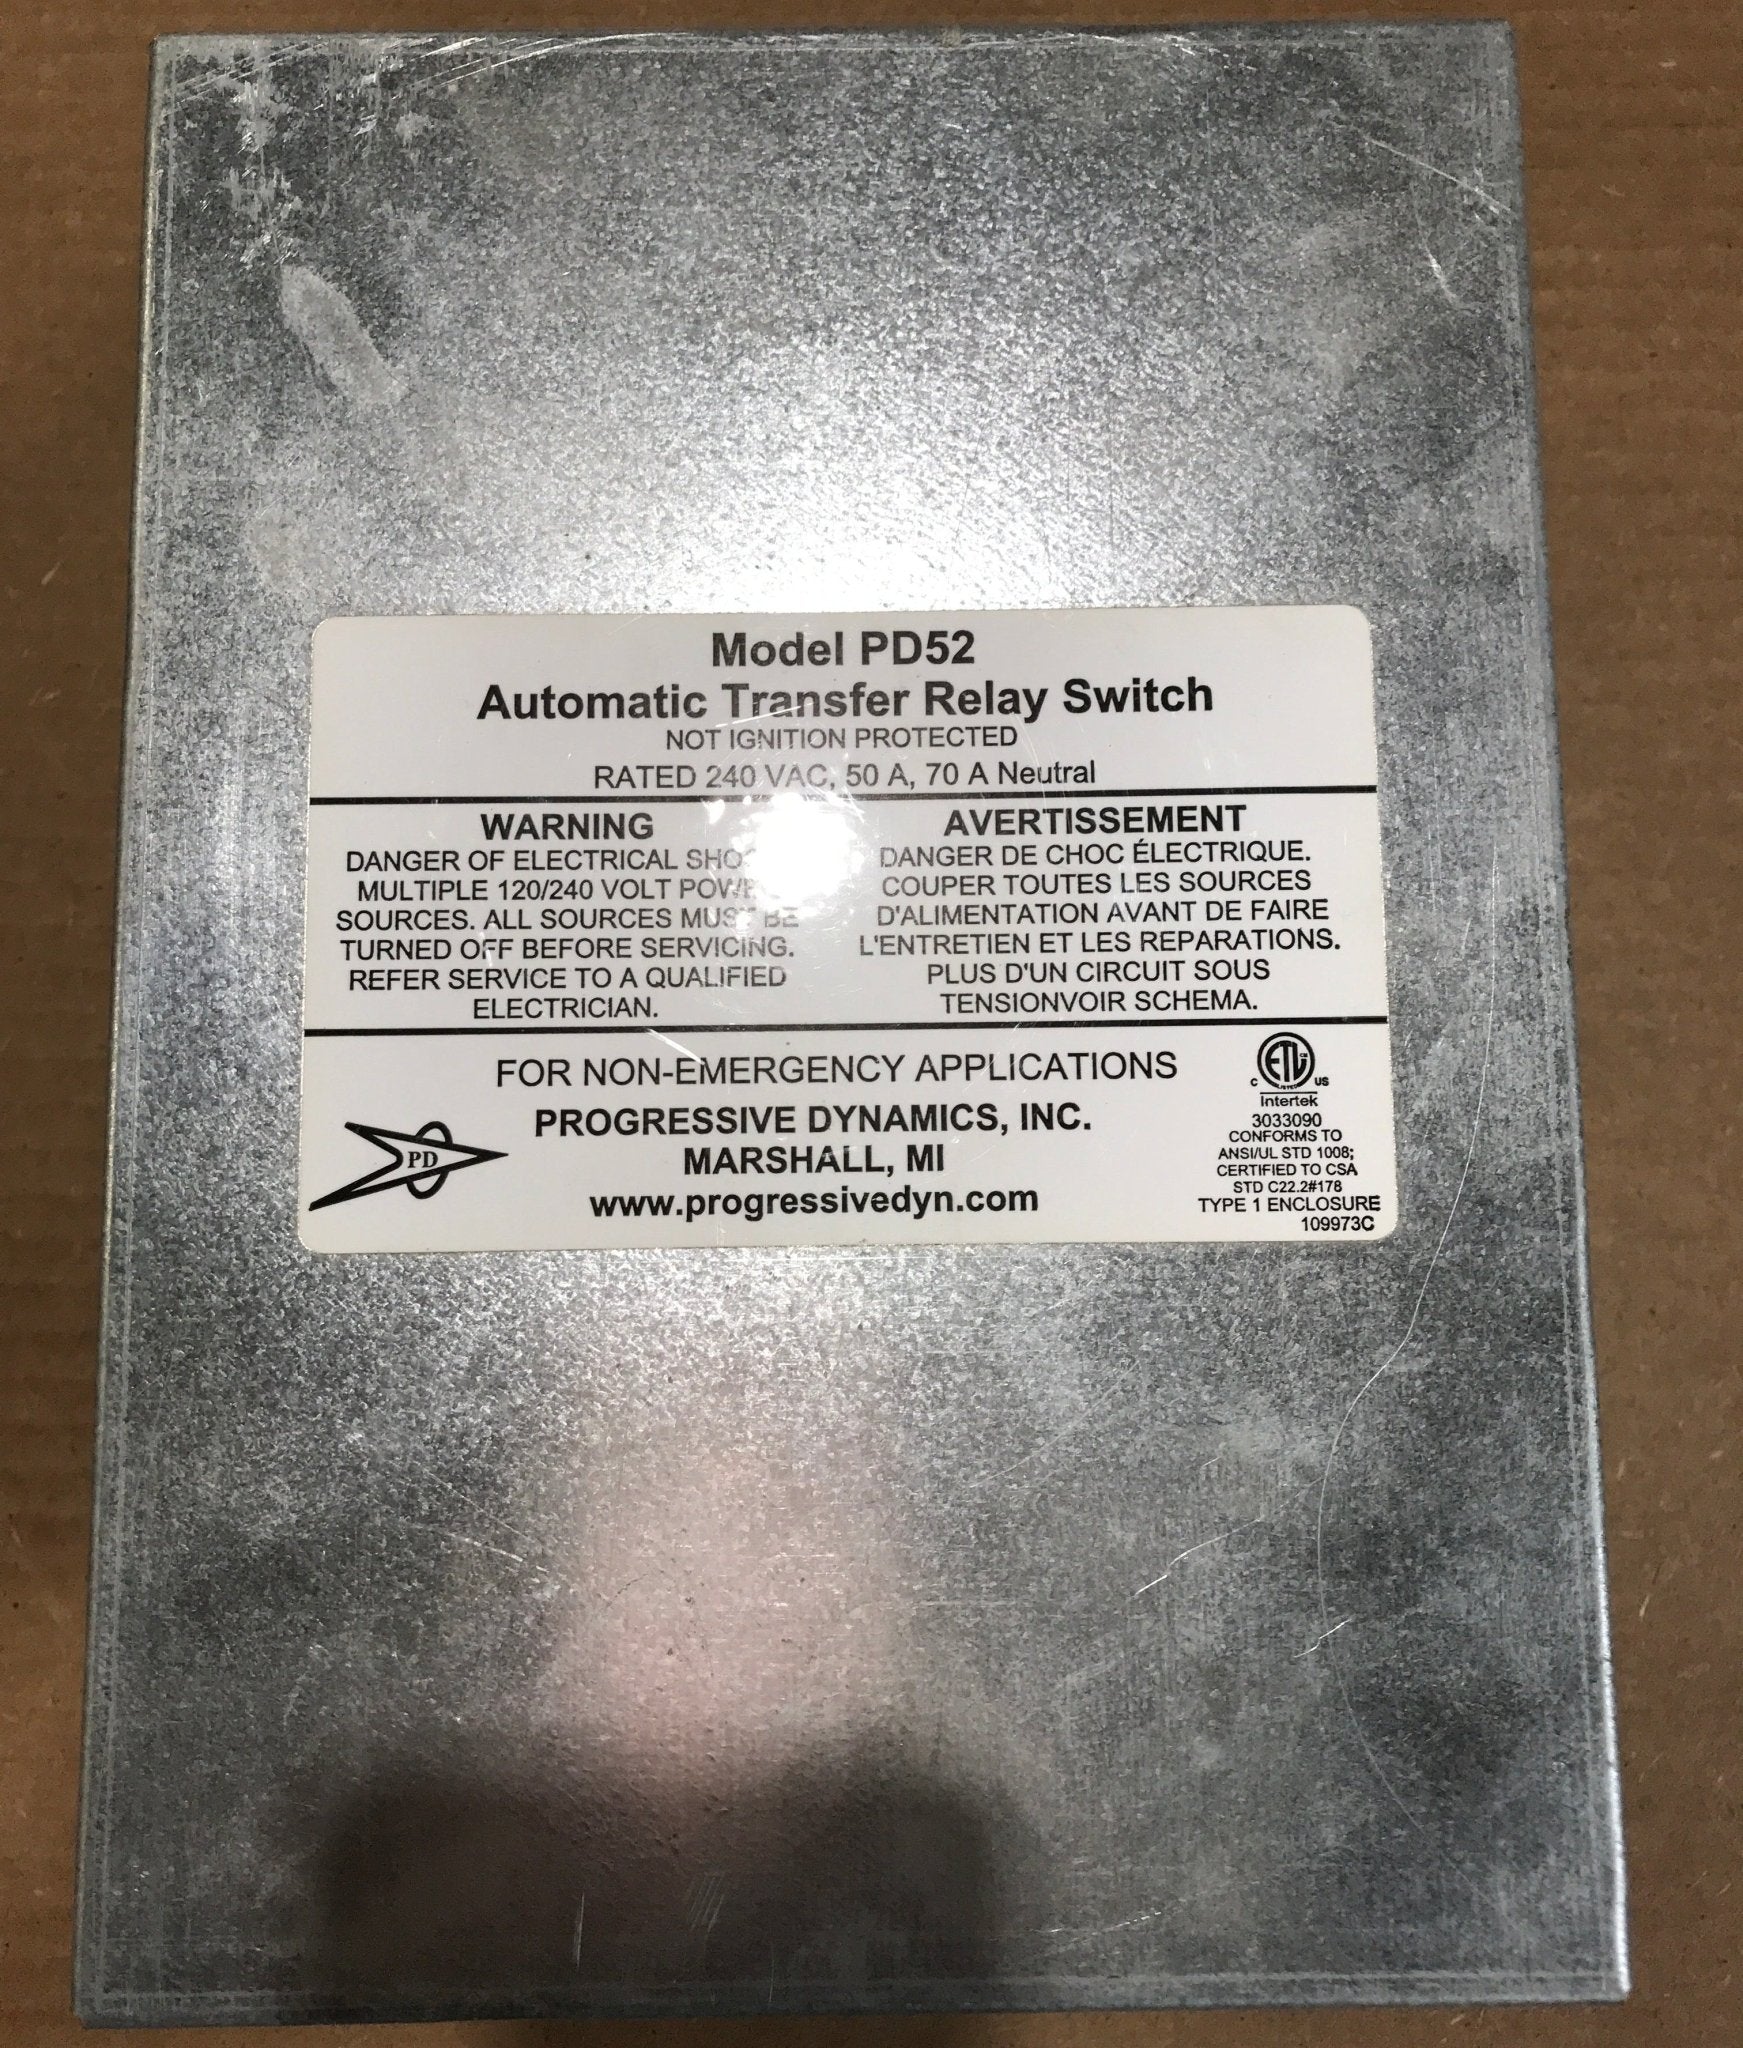 Model PD52
Automatic Transfer Relay Switch
NOT IGNITION PROTECTED
RATED 240 VAC, 50 A, 70 A Neutral
WARNING
DANGER OF ELECTRICAL
MULTIPLE 120/240 VOLT
SOURCES. ALL SOURCES MUST BE
TURNED OFF BEFORE SERVICING.
REFER SERVICE TO A QUALIFIED
ELECTRICIAN.
AVERTISSEMENT
DANGER DE CHOC ÉLECTRIQUE.
COUPER TOUTES LES SOURCES
D'ALIMENTATION AVANT DE FAIRE
L'ENTRETIEN ET LES REPARATIONS.
PLUS D'UN CIRCUIT SOUS
TENSIONVOIR SCHEMA.
FOR NON-EMERGENCY APPLICATIONS
PROGRESSIVE DYNAMICS, INC.
MARSHALL, MI
www.progressivedyn.com
PD
ETL
LISTED
C US
Intertek
3033090
CONFORMS TO
ANSI/UL STD 1008;
CERTIFIED TO CSA
STD C22.2#178
TYPE 1 ENCLOSURE
109973C